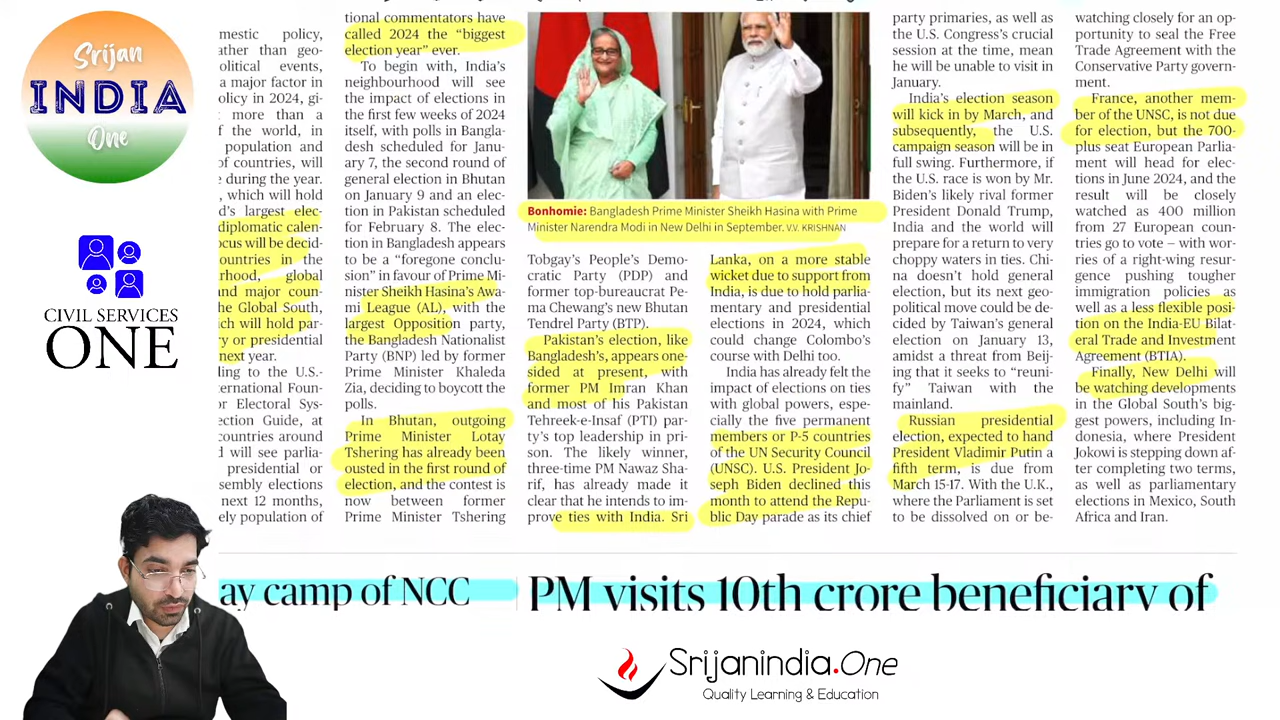 Srijan
INDIA
One
CIVIL SERVICES
ONE
mestic policy,
ather than geo-
olitical events,
a major factor in
olicy in 2024, gi-
more than a
f the world, in
population and
of countries, will
during the year.
, which will hold
d's largest elec-
diplomatic calen-
ocus will be decid-
ountries in the
rhood, global
and major coun-
he Global South,
ich will hold par-
y or presidential
next year.
ding to the U.S.-
ternational Foun-
or Electoral Sys-
ection Guide, at
countries around
d will see parlia-
presidential or
sembly elections
next 12 months,
ely population of
tional commentators have
called 2024 the “biggest
election year” ever.
To begin with, India's
neighbourhood will see
the impact of elections in
the first few weeks of 2024
itself, with polls in Bangla-
desh scheduled for Janu-
ary 7, the second round of
general election in Bhutan
on January 9 and an elec-
tion in Pakistan scheduled
for February 8. The elec-
tion in Bangladesh appears
to be a “foregone conclu-
sion” in favour of Prime Mi-
nister Sheikh Hasina's Awa-
mi League (AL), with the
largest Opposition party,
the Bangladesh Nationalist
Party (BNP) led by former
Prime Minister Khaleda
Zia, deciding to boycott the
polls.
In Bhutan, outgoing
Prime Minister Lotay
Tshering has already been
ousted in the first round of
election, and the contest is
now between former
Prime Minister Tshering
Bonhomie: Bangladesh Prime Minister Sheikh Hasina with Prime
Minister Narendra Modi in New Delhi in September. V.V. KRISHNAN
Tobgay's People's Demo-
cratic Party (PDP) and
former top-bureaucrat Pe-
ma Chewang's new Bhutan
Tendrel Party (BTP).
Pakistan's election, like
Bangladesh's, appears one-
sided at present, with
former PM Imran Khan
and most of his Pakistan
Tehreek-e-Insaf (PTI) par-
ty's top leadership in pri-
son. The likely winner,
three-time PM Nawaz Sha-
rif, has already made it
clear that he intends to im-
prove ties with India. Sri
Lanka, on a more stable
wicket due to support from
India, is due to hold parlia-
mentary and presidential
elections in 2024, which
could change Colombo's
course with Delhi too.
India has already felt the
impact of elections on ties
with global powers, espe-
cially the five permanent
members or P-5 countries
of the UN Security Council
(UNSC). U.S. President Jo-
seph Biden declined this
month to attend the Repu-
blic Day parade as its chief
party primaries, as well as
the U.S. Congress's crucial
session at the time, meant
he will be unable to visit in
January.
India's election season
will kick in by March, and
subsequently, the U.S.
campaign season will be in
full swing. Furthermore, if
the U.S. race is won by Mr.
Biden's likely rival former
President Donald Trump,
India and the world will
prepare for a return to very
choppy waters in ties. Chi-
na doesn't hold general
election, but its next geo-
political move could be de-
cided by Taiwan's general
election on January 13,
amidst a threat from Beij-
ing that it seeks to “reuni-
fy” Taiwan with the
mainland.
Russian presidential
election, expected to hand
President Vladimir Putin a
fifth term, is due from
March 15-17. With the U.K.,
where the Parliament is set
to be dissolved on or be-
watching closely for an op-
portunity to seal the Free
Trade Agreement with the
Conservative Party govern-
ment.
France, another mem-
ber of the UNSC, is not due
for election, but the 700-
plus seat European Parlia-
ment will head for elec-
tions in June 2024, and the
result will be closely
watched as 400 million
from 27 European coun-
tries go to vote – with wor-
ries of a right-wing resur-
gence pushing tougher
immigration policies as
well as a less flexible posi-
tion on the India-EU Bilat-
eral Trade and Investment
Agreement (BTIA).
Finally, New Delhi will
be watching developments
in the Global South's big-
gest powers, including In-
donesia, where President
Jokowi is stepping down af-
ter completing two terms,
as well as parliamentary
elections in Mexico, South
Africa and Iran.
ay camp of NCC
PM visits 10th crore beneficiary of
Srijanindia.One
Quality Learning & Education